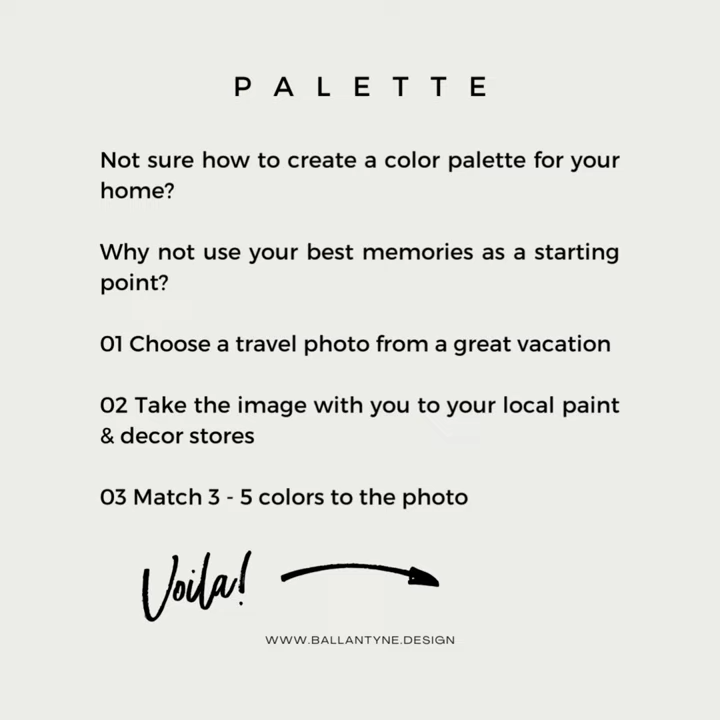 PALETTE
Not sure how to create a color palette for your
home?
Why not use your best memories as a starting
point?
01 Choose a travel photo from a great vacation
02 Take the image with you to your local paint
& decor stores
03 Match 3 - 5 colors to the photo
Voila!
WWW.BALLANTYNE.DESIGN